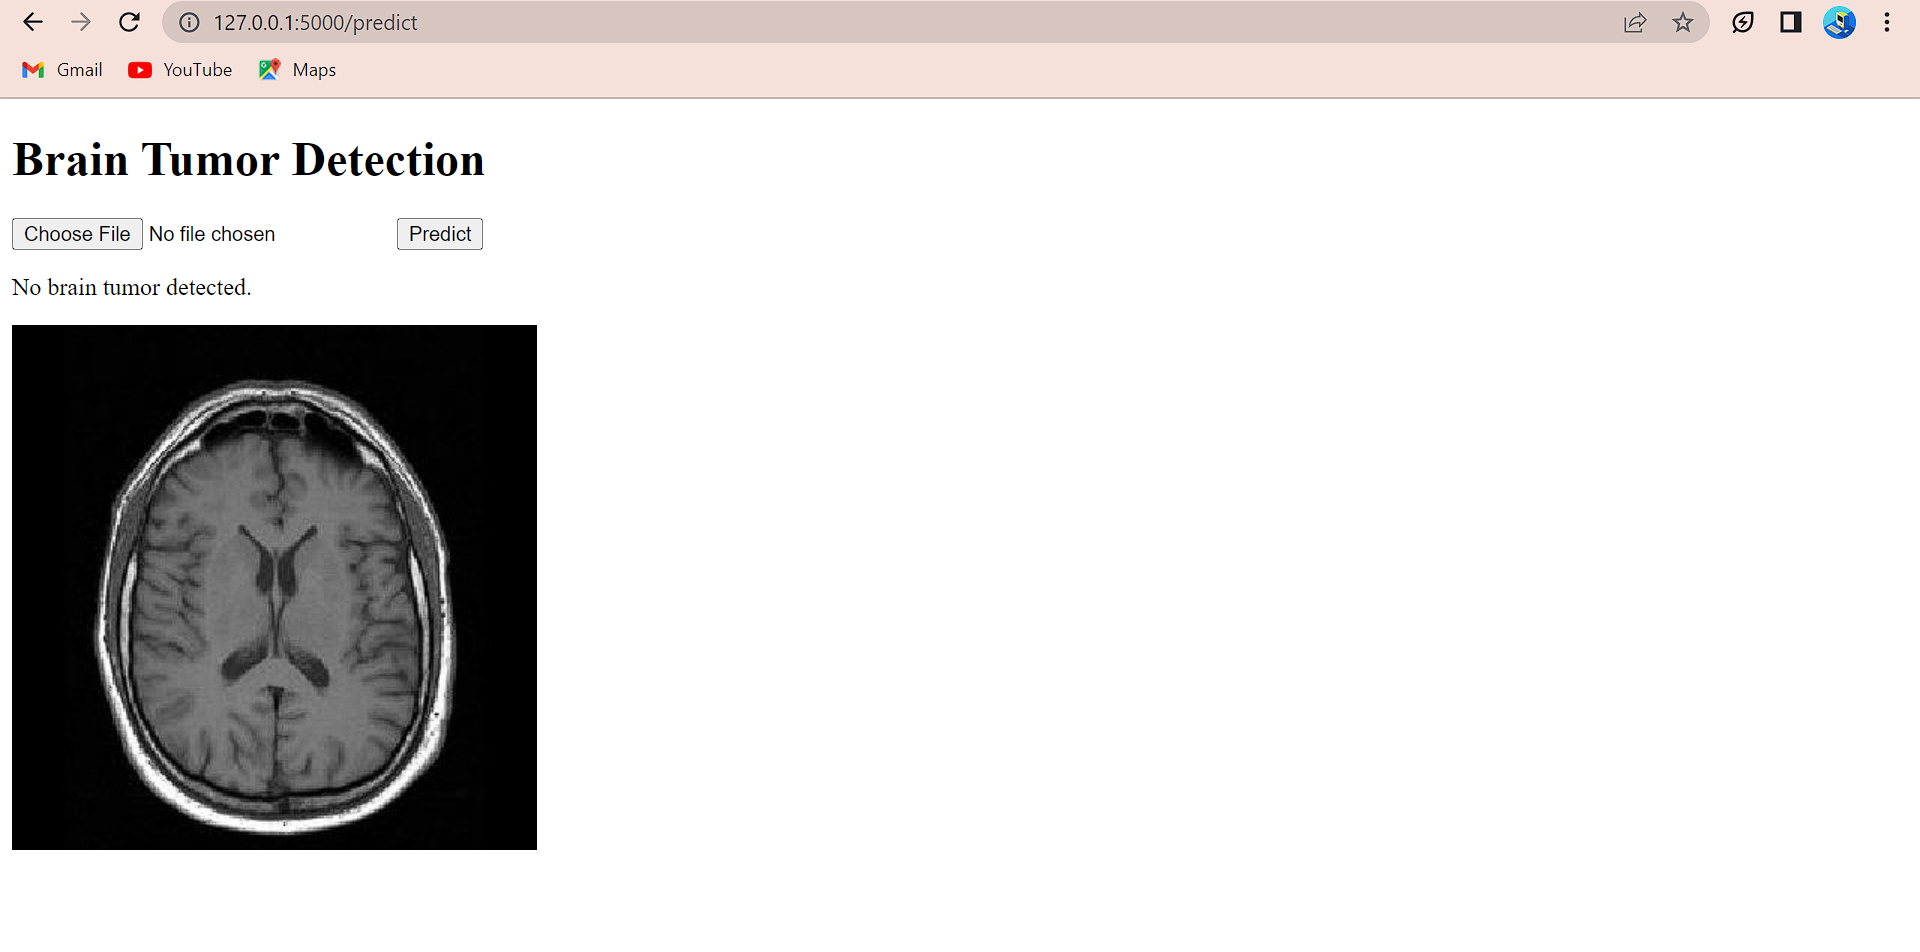 127.0.0.1:5000/predict
Gmail YouTube Maps
Brain Tumor Detection
Choose File No file chosen Predict
No brain tumor detected.